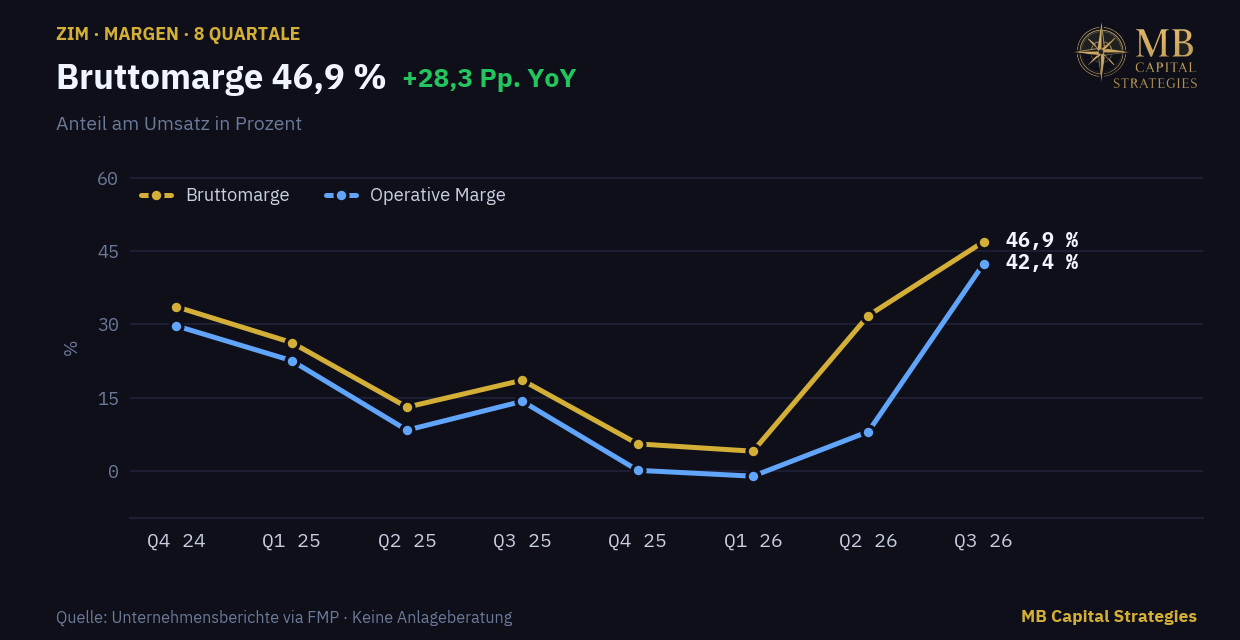 ZIM · MARGEN · 8 QUARTALE
Bruttomarge 46,9 % +28,3 Pp. YoY
Anteil am Umsatz in Prozent
MB
CAPITAL
STRATEGIES
Bruttomarge Operative Marge
60
45
30
15
0
%
46,9 %
42,4 %
Q4 24 Q1 25 Q2 25 Q3 25 Q4 25 Q1 26 Q2 26 Q3 26
Quelle: Unternehmensberichte via FMP · Keine Anlageberatung
MB Capital Strategies